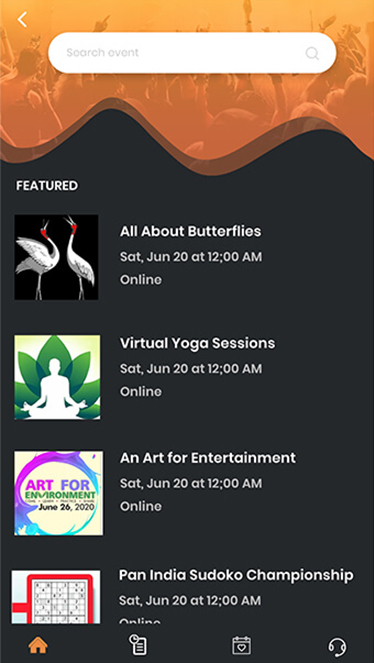 Search event
FEATURED
All About Butterflies
Sat, Jun 20 at 12;00 AM
Online
Virtual Yoga Sessions
Sat, Jun 20 at 12;00 AM
Online
ART FOR
ENVIRONMENT
June 26, 2020
An Art for Entertainment
Sat, Jun 20 at 12;00 AM
Online
Pan India Sudoko Championship
Sat, Jun 20 at 12;00 AM
Online